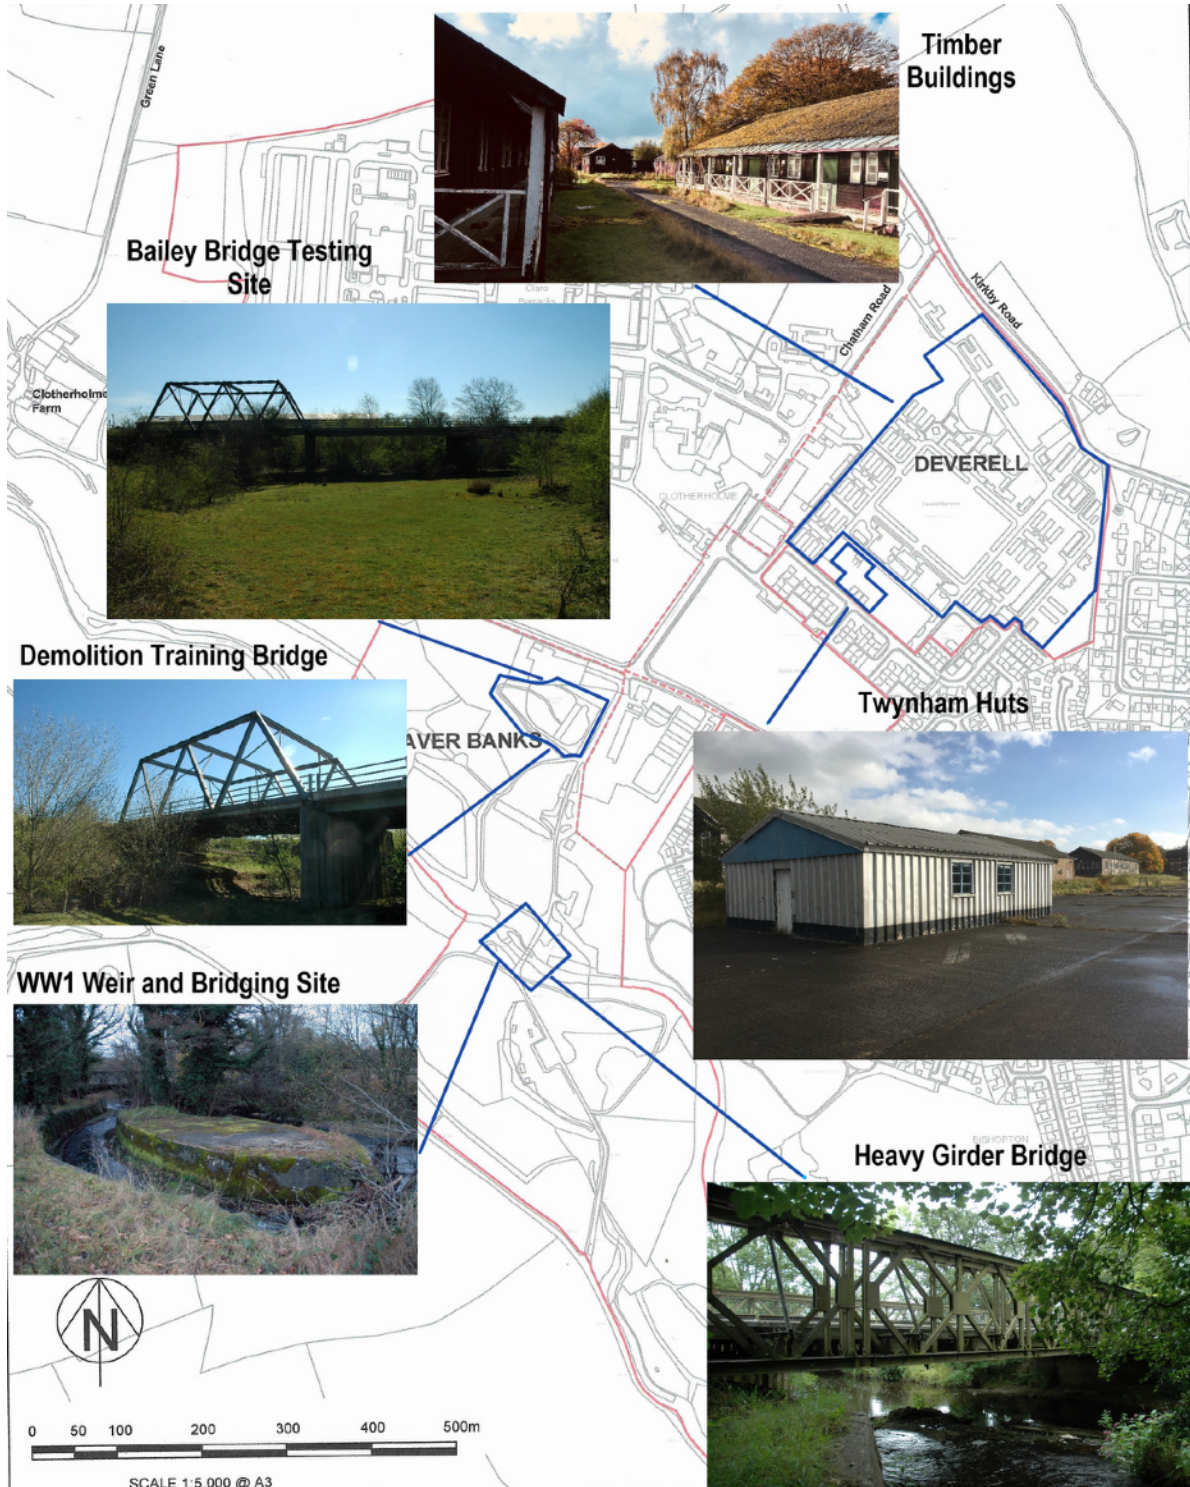 Timber
Buildings
Green Lane
Bailey Bridge Testing
Site
Claro
Barracks
Chatham Road
Kirkby Road
Clotherholme
Farm
DEVERELL
CLOTHERHOLME
Demolition Training Bridge
Twynham Huts
AVER BANKS
WW1 Weir and Bridging Site
BISHOPTON
Heavy Girder Bridge
N
0 50 100 200 300 400 500m
SCALE 1:5,000 @ A3